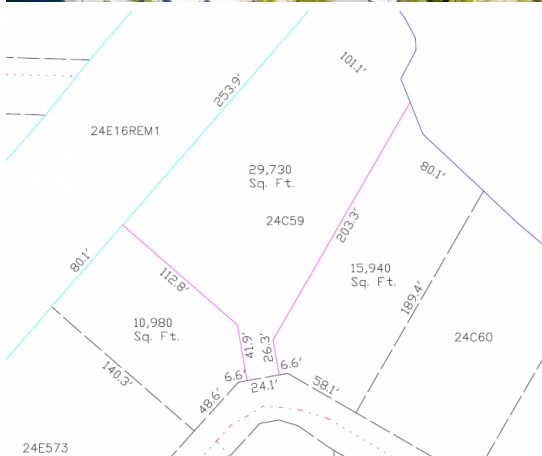 101.1'
253.9'
24E16REM1
29,730
Sq. Ft.
80.1'
24C59
203.3'
80.1'
15,940
Sq. Ft.
112.8'
189.4'
10,980
Sq. Ft.
41.9'
26.3'
24C60
140.3'
6.6'
6.6'
24.1'
58.1'
48.6'
24E573